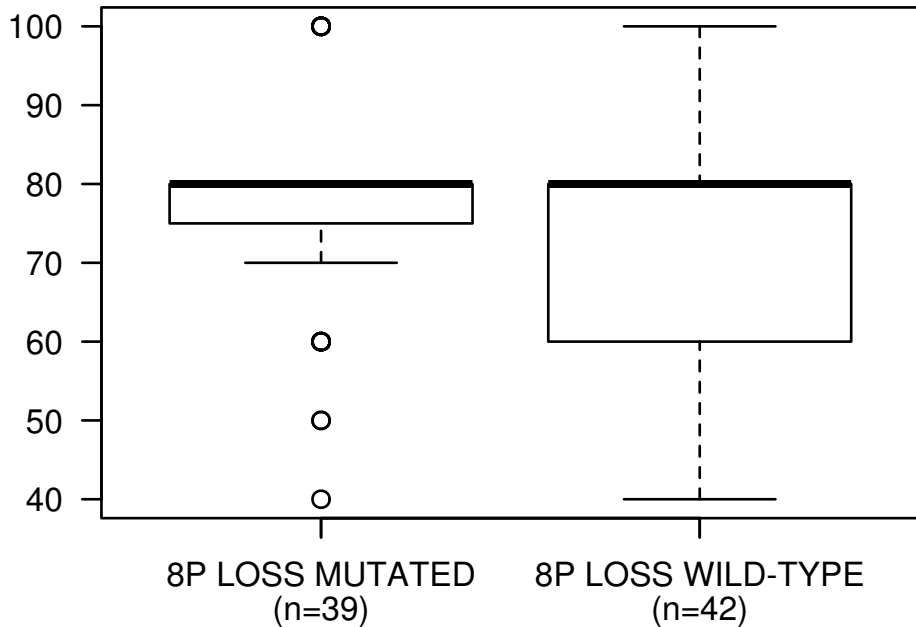 100
90
80
70
60
50
40
8P LOSS MUTATED
(n=39)
8P LOSS WILD-TYPE
(n=42)